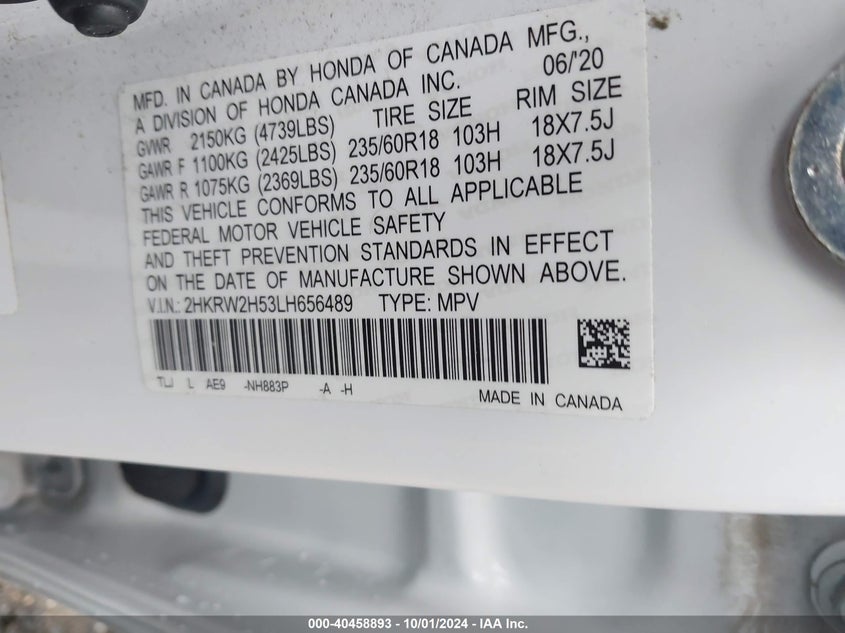 MFD. IN CANADA BY HONDA OF CANADA MFG.,
A DIVISION OF HONDA CANADA INC. 06/'20
GVWR 2150KG (4739LBS) TIRE SIZE RIM SIZE
GAWR F 1100KG (2425LBS) 235/60R18 103H 18X7.5J
GAWR R 1075KG (2369LBS) 235/60R18 103H 18X7.5J
THIS VEHICLE CONFORMS TO ALL APPLICABLE
FEDERAL MOTOR VEHICLE SAFETY
AND THEFT PREVENTION STANDARDS IN EFFECT
ON THE DATE OF MANUFACTURE SHOWN ABOVE.
V.I.N.: 2HKRW2H53LH656489 TYPE: MPV
TLJ L AE9 -NH883P -A -H
MADE IN CANADA
000-40458893 - 10/01/2024 - IAA Inc.